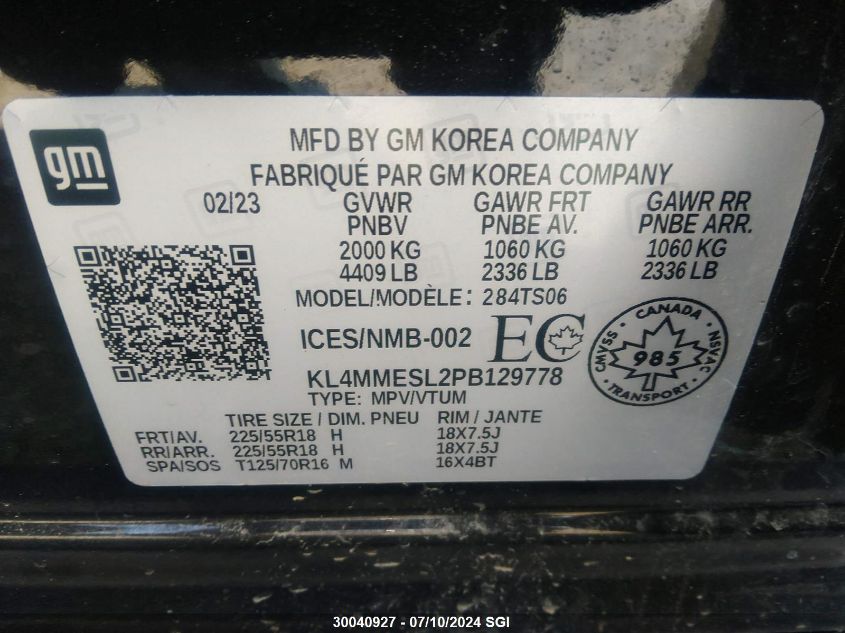 gm
MFD BY GM KOREA COMPANY
FABRIQUÉ PAR GM KOREA COMPANY
02/23 GVWR GAWR FRT GAWR RR
PNBV PNBE AV. PNBE ARR.
2000 KG 1060 KG 1060 KG
4409 LB 2336 LB 2336 LB
MODEL/MODÈLE: 284TS06
ICES/NMB-002 EC
CANADA
CMVSS 985 NSVAC
TRANSPORT
KL4MMESL2PB129778
TYPE: MPV/VTUM
TIRE SIZE / DIM. PNEU RIM / JANTE
FRT/AV. 225/55R18 H 18X7.5J
RR/ARR. 225/55R18 H 18X7.5J
SPA/SOS T125/70R16 M 16X4BT
30040927 - 07/10/2024 SGI